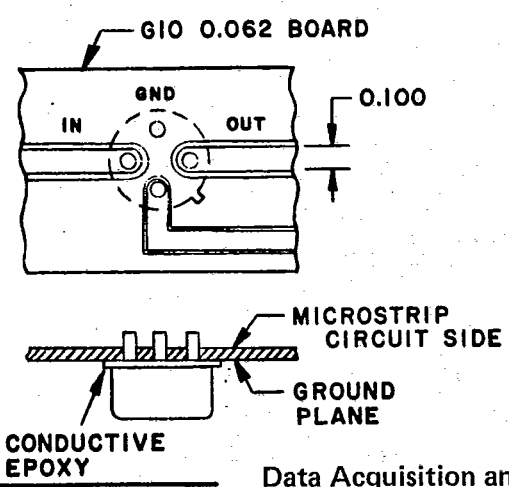 G10 0.062 BOARD
GND
IN
OUT
0.100
MICROSTRIP
CIRCUIT SIDE
GROUND
PLANE
CONDUCTIVE
EPOXY
Data Acquisition an